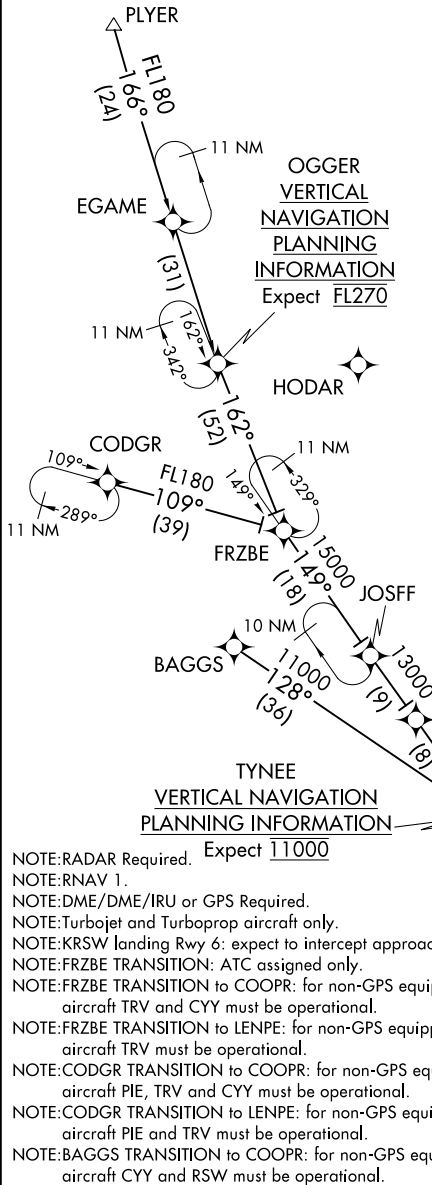 PLYER
FL180
166°
(24)
11 NM
EGAME
OGGER
VERTICAL
NAVIGATION
PLANNING
INFORMATION
Expect FL270
(31)
11 NM
162°
342°
HODAR
162°
(52)
CODGR
109°
289°
11 NM
FL180
109°
(39)
11 NM
149°
329°
FRZBE
15000
149°
(18)
JOSFF
10 NM
BAGGS
11000
128°
(36)
13000
(9)
(8)
TYNEE
VERTICAL NAVIGATION
PLANNING INFORMATION
Expect 11000
NOTE:RADAR Required.
NOTE:RNAV 1.
NOTE:DME/DME/IRU or GPS Required.
NOTE:Turbojet and Turboprop aircraft only.
NOTE:KRSW landing Rwy 6: expect to intercept approac
NOTE:FRZBE TRANSITION: ATC assigned only.
NOTE:FRZBE TRANSITION to COOPR: for non-GPS equip
aircraft TRV and CYY must be operational.
NOTE:FRZBE TRANSITION to LENPE: for non-GPS equipp
aircraft TRV must be operational.
NOTE:CODGR TRANSITION to COOPR: for non-GPS equ
aircraft PIE, TRV and CYY must be operational.
NOTE:CODGR TRANSITION to LENPE: for non-GPS equi
aircraft PIE and TRV must be operational.
NOTE:BAGGS TRANSITION to COOPR: for non-GPS equ
aircraft CYY and RSW must be operational.